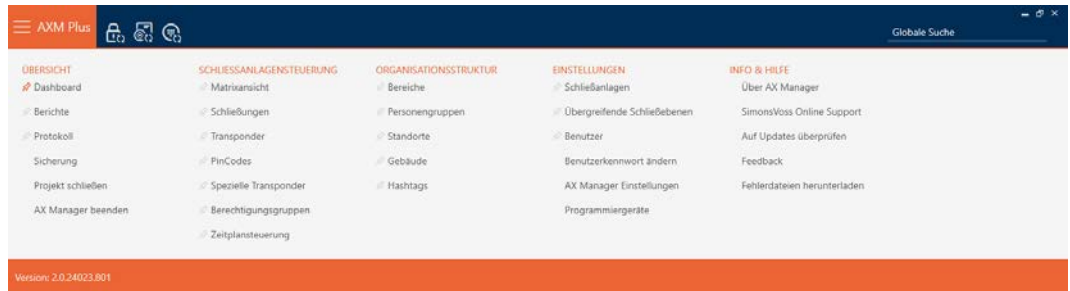 AXM Plus
Globale Suche
ÜBERSICHT
Dashboard
Berichte
Protokoll
Sicherung
Projekt schließen
AX Manager beenden
SCHLIESSANLAGENSTEUERUNG
Matrixansicht
Schließungen
Transponder
PinCodes
Spezielle Transponder
Berechtigungsgruppen
Zeitplansteuerung
ORGANISATIONSSTRUKTUR
Bereiche
Personengruppen
Standorte
Gebäude
Hashtags
EINSTELLUNGEN
Schließanlagen
Übergreifende Schließebenen
Benutzer
Benutzerkennwort ändern
AX Manager Einstellungen
Programmiergeräte
INFO & HILFE
Über AX Manager
SimonsVoss Online Support
Auf Updates überprüfen
Feedback
Fehlerdateien herunterladen
Version: 2.0.24023.801